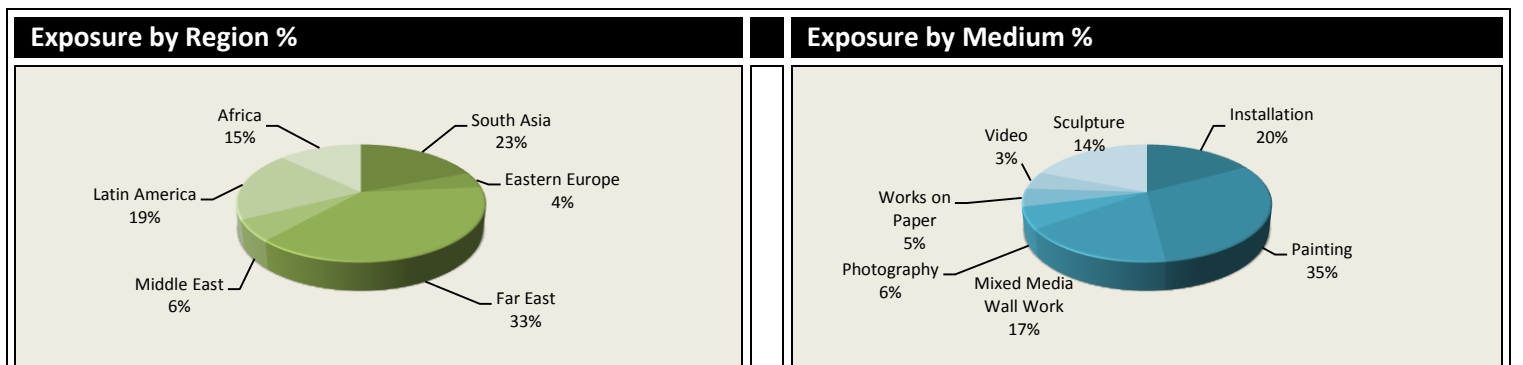 Exposure by Region %
Africa
15%
South Asia
23%
Eastern Europe
4%
Latin America
19%
Middle East
6%
Far East
33%
Exposure by Medium %
Installation
20%
Sculpture
14%
Video
3%
Works on
Paper
5%
Painting
35%
Photography
6%
Mixed Media
Wall Work
17%